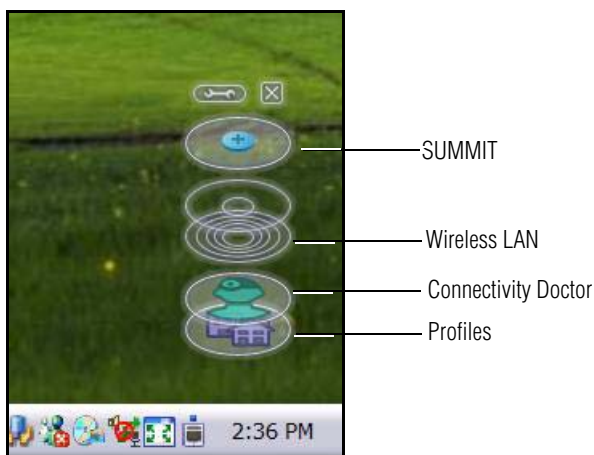 SUMMIT
Wireless LAN
Connectivity Doctor
Profiles
2:36 PM